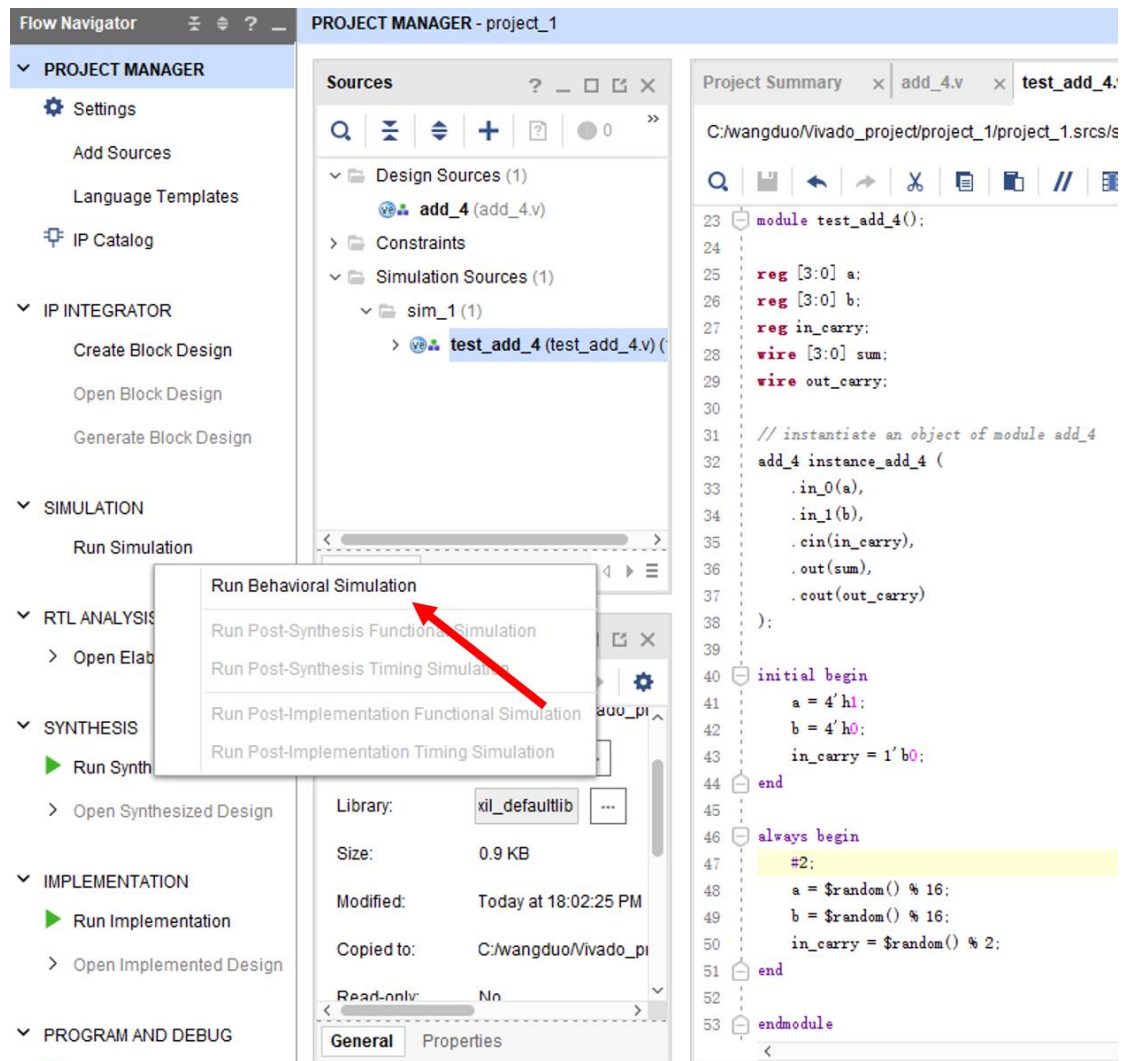 Flow Navigator
PROJECT MANAGER - project_1
PROJECT MANAGER
Settings
Add Sources
Language Templates
IP Catalog
IP INTEGRATOR
Create Block Design
Open Block Design
Generate Block Design
SIMULATION
Run Simulation
RTL ANALYSIS
Open Elab
SYNTHESIS
Run Synth
Open Synthesized Design
IMPLEMENTATION
Run Implementation
Open Implemented Design
PROGRAM AND DEBUG
Sources
0
Design Sources (1)
add_4 (add_4.v)
Constraints
Simulation Sources (1)
sim_1 (1)
test_add_4 (test_add_4.v) (
Run Behavioral Simulation
Run Post-Synthesis Functional Simulation
Run Post-Synthesis Timing Simulation
Run Post-Implementation Functional Simulation
Run Post-Implementation Timing Simulation
Library: xil_defaultlib
Size: 0.9 KB
Modified: Today at 18:02:25 PM
Copied to: C:/wangduo/Vivado_pr
Read-only: No
General Properties
Project Summary add_4.v test_add_4.
C:/wangduo/Vivado_project/project_1/project_1.srcs/s
23 module test_add_4();
24
25 reg [3:0] a;
26 reg [3:0] b;
27 reg in_carry;
28 wire [3:0] sum;
29 wire out_carry;
30
31 // instantiate an object of module add_4
32 add_4 instance_add_4 (
33 .in_0(a),
34 .in_1(b),
35 .cin(in_carry),
36 .out(sum),
37 .cout(out_carry)
38 );
39
40 initial begin
41 a = 4'h1;
42 b = 4'h0;
43 in_carry = 1'b0;
44 end
45
46 always begin
47 #2;
48 a = $random() % 16;
49 b = $random() % 16;
50 in_carry = $random() % 2;
51 end
52
53 endmodule